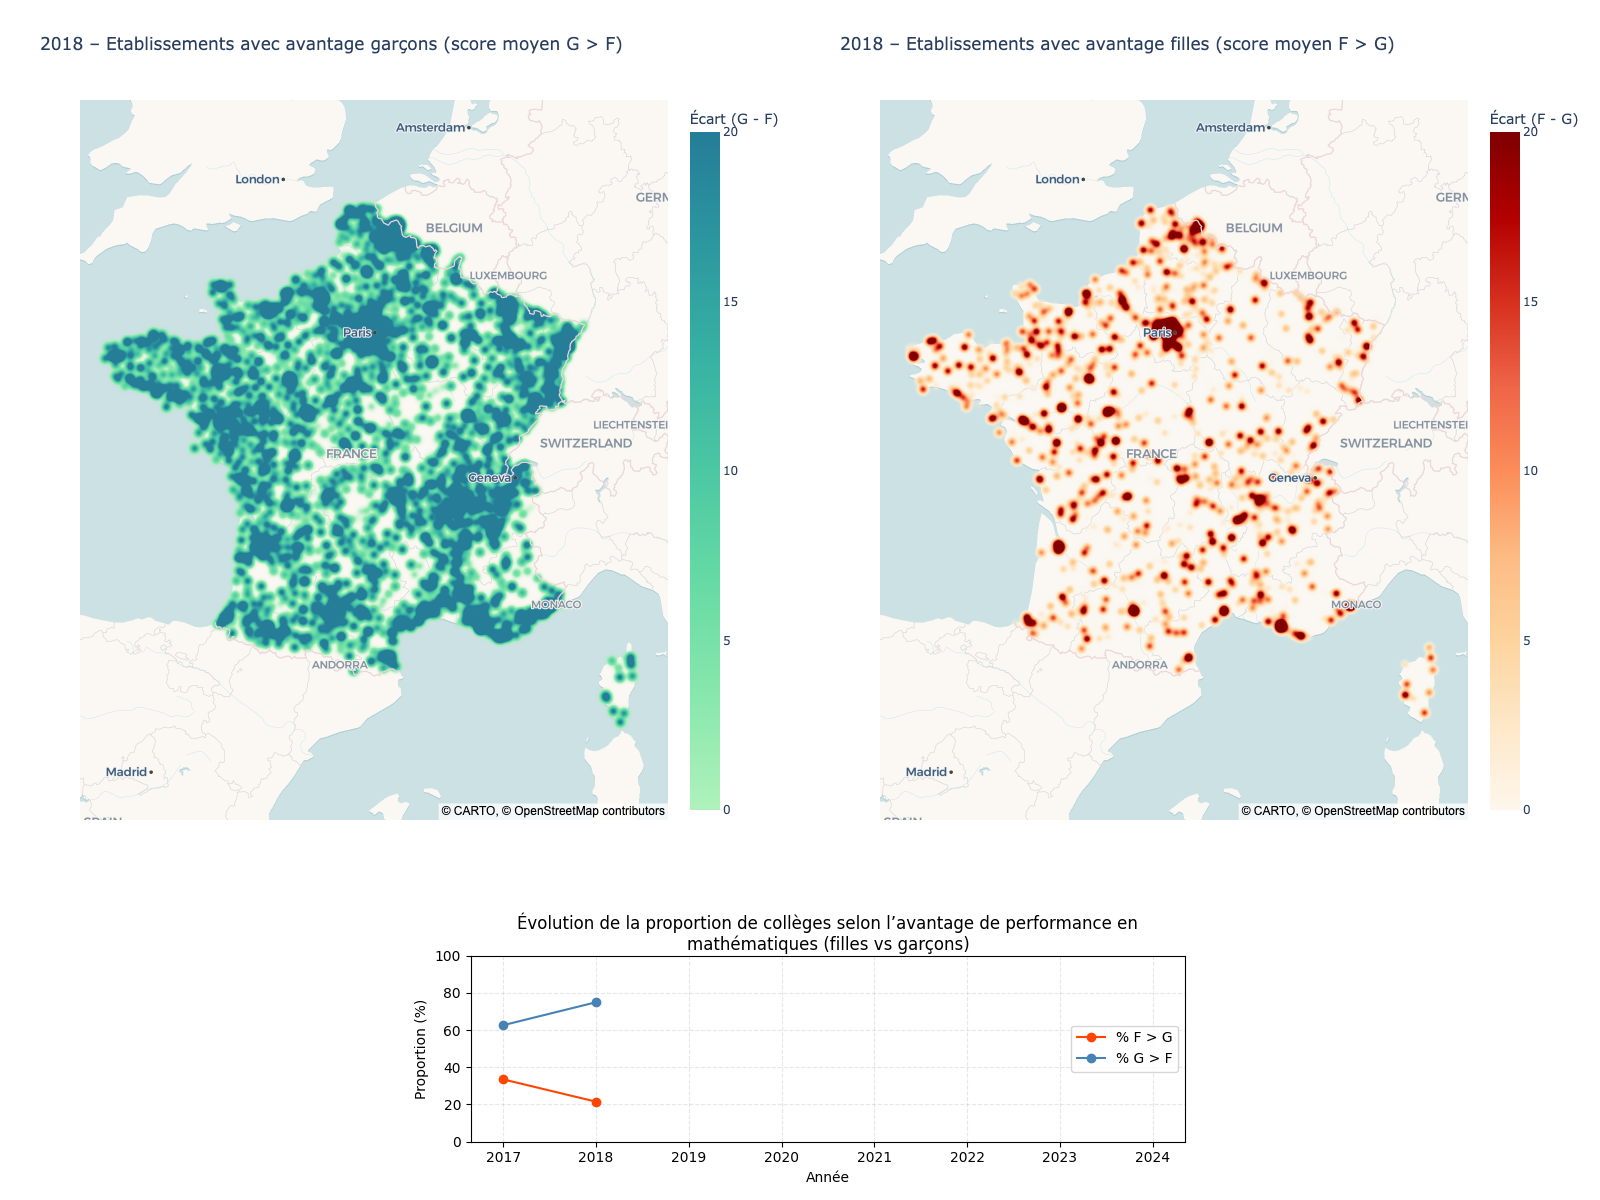 2018 – Etablissements avec avantage garçons (score moyen G > F)
2018 – Etablissements avec avantage filles (score moyen F > G)
Écart (G - F)
20
15
10
5
0
Amsterdam
London
GERM
BELGIUM
LUXEMBOURG
Paris
LIECHTENSTEI
SWITZERLAND
FRANCE
Geneva
MONACO
ANDORRA
Madrid
SPAIN
© CARTO, © OpenStreetMap contributors
Écart (F - G)
20
15
10
5
0
Amsterdam
London
GERM
BELGIUM
LUXEMBOURG
Paris
LIECHTENSTEI
SWITZERLAND
FRANCE
Geneva
MONACO
ANDORRA
Madrid
SPAIN
© CARTO, © OpenStreetMap contributors
Évolution de la proportion de collèges selon l’avantage de performance en
mathématiques (filles vs garçons)
Proportion (%)
100
80
60
40
20
0
% F > G
% G > F
2017 2018 2019 2020 2021 2022 2023 2024
Année